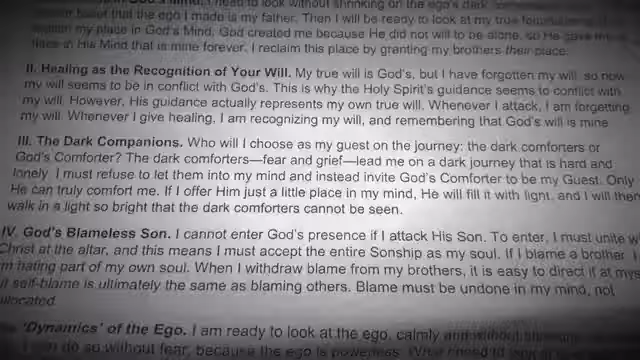 need to look without shrinking on the ego's dark
belief that the ego I made is my father. Then I will be ready to look at my true
my place in God's Mind. God created me because He did not will to be alone, so He gave
place in His Mind that is mine forever. I reclaim this place by granting my brothers their place.
II. Healing as the Recognition of Your Will. My true will is God's, but I have forgotten my will, so now
my will seems to be in conflict with God's. This is why the Holy Spirit's guidance seems to conflict with
my will. However, His guidance actually represents my own true will. Whenever I attack, I am forgetting
my will. Whenever I give healing, I am recognizing my will, and remembering that God's will is mine
III. The Dark Companions. Who will I choose as my guest on the journey: the dark comforters or
God's Comforter? The dark comforters—fear and grief—lead me on a dark journey that is hard and
lonely. I must refuse to let them into my mind and instead invite God's Comforter to be my Guest. Only
He can truly comfort me. If I offer Him just a little place in my mind, He will fill it with light, and I will then
walk in a light so bright that the dark comforters cannot be seen.
IV. God's Blameless Son. I cannot enter God's presence if I attack His Son. To enter, I must unite w
Christ at the altar, and this means I must accept the entire Sonship as my soul. If I blame a brother, I
m hating part of my own soul. When I withdraw blame from my brothers, it is easy to direct it at mys
t self-blame is ultimately the same as blaming others. Blame must be undone in my mind, not
allocated.
'Dynamics' of the Ego. I am ready to look at the ego, calmly and without
can do so without fear, because the ego is powerless. What I need to